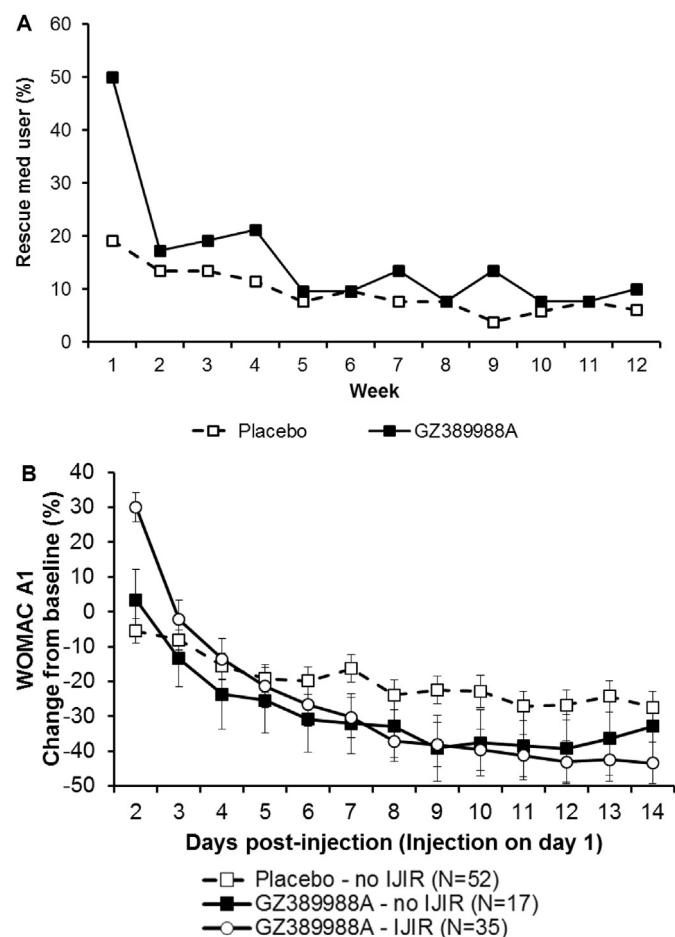 A
60
50
40
30
20
10
0
Rescue med user (%)
1 2 3 4 5 6 7 8 9 10 11 12
Week
Placebo GZ389988A
B
40
30
20
10
0
-10
-20
-30
-40
-50
WOMAC A1
Change from baseline (%)
2 3 4 5 6 7 8 9 10 11 12 13 14
Days post-injection (Injection on day 1)
Placebo - no IJIR (N=52)
GZ389988A - no IJIR (N=17)
GZ389988A - IJIR (N=35)